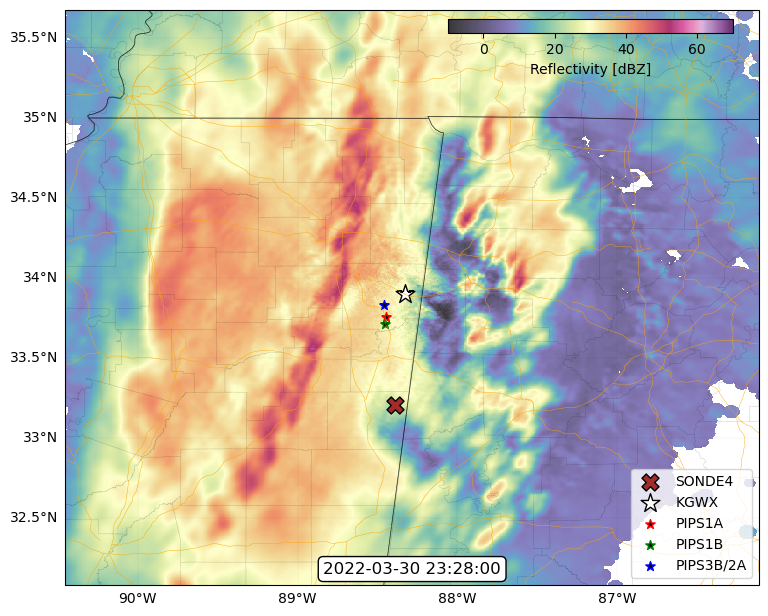 35.5°N
35°N
34.5°N
34°N
33.5°N
33°N
32.5°N
0 20 40 60
Reflectivity [dBZ]
SONDE4
KGWX
PIPS1A
PIPS1B
PIPS3B/2A
2022-03-30 23:28:00
90°W 89°W 88°W 87°W